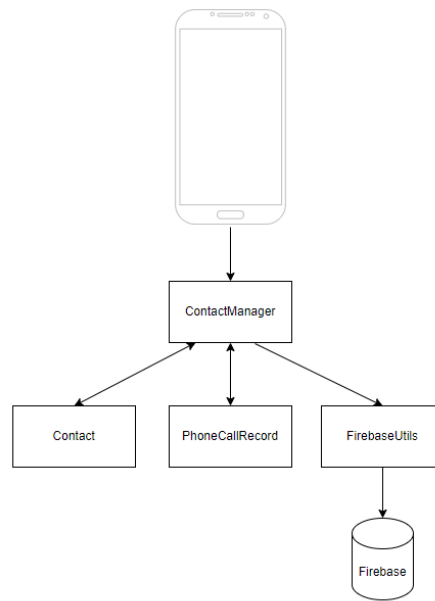 ContactManager
Contact
PhoneCallRecord
FirebaseUtils
Firebase